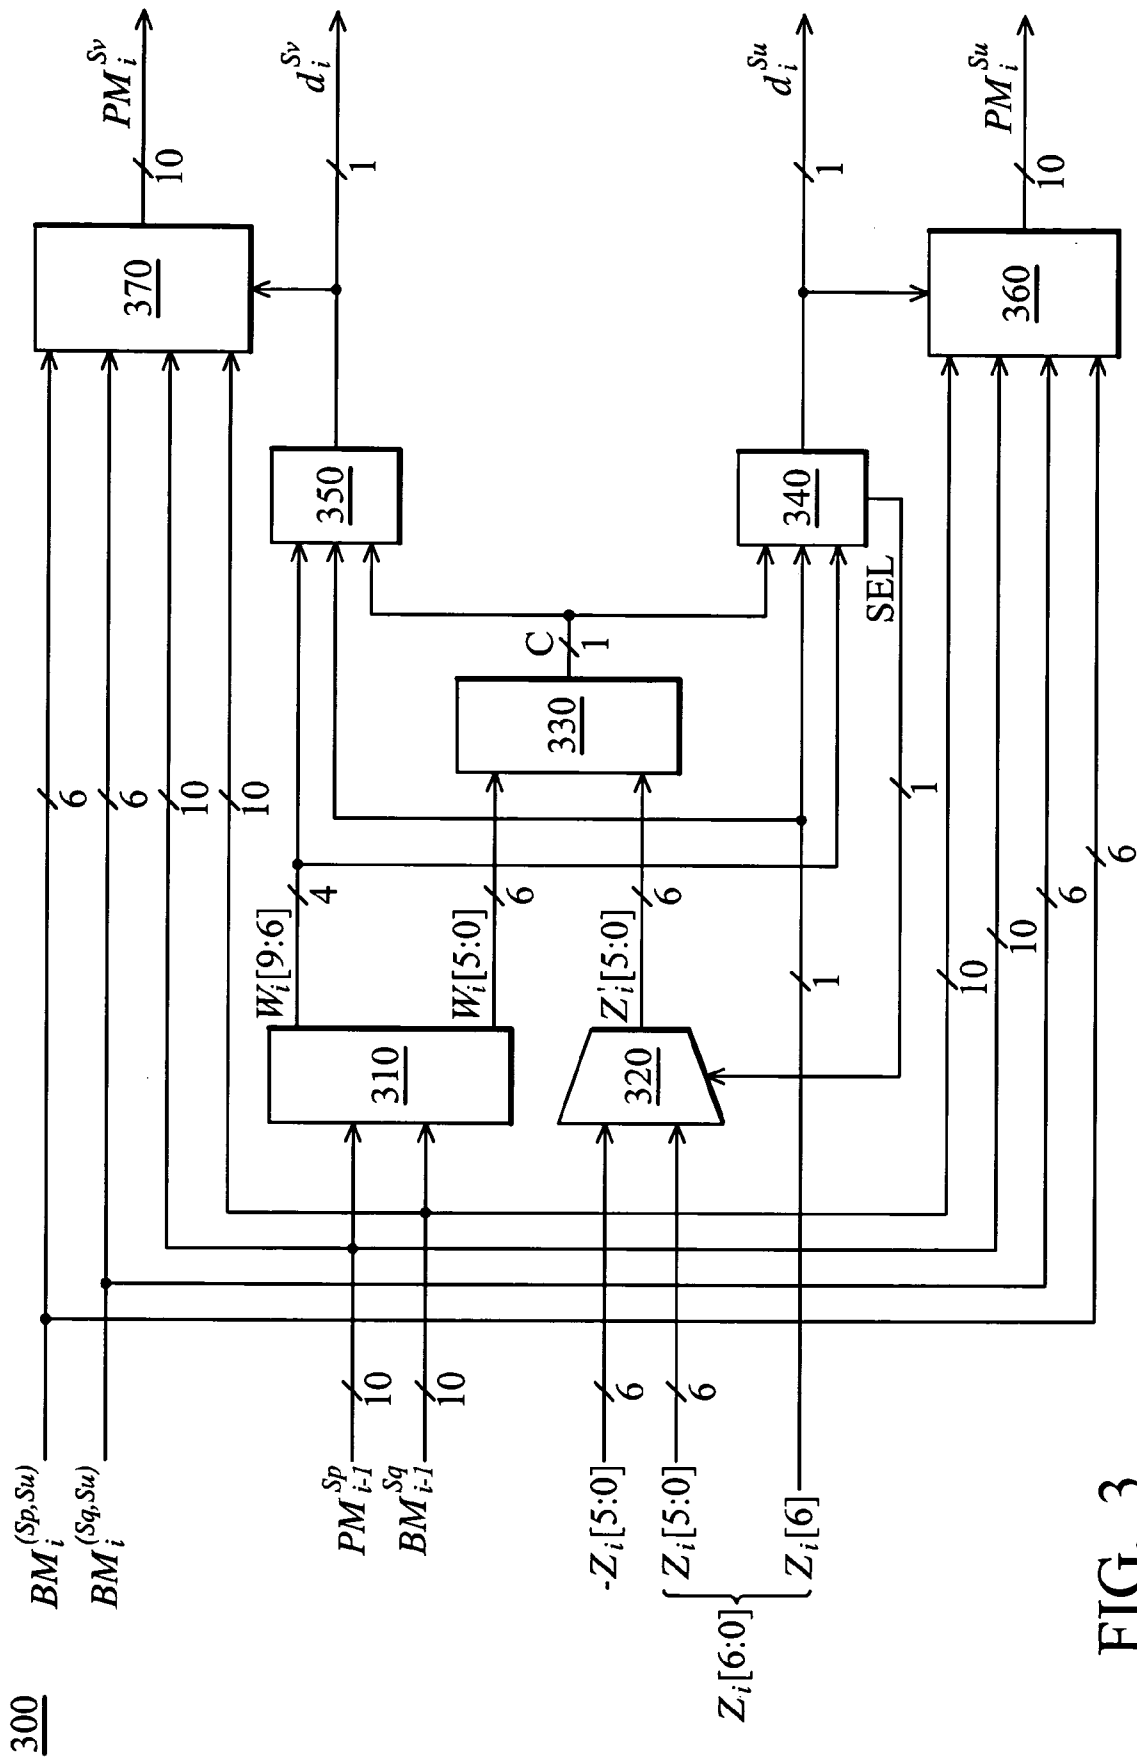 300
BM_i^(Sp,Su)
BM_i^(Sq,Su)
6
6
10
10
370
10
PM_i^Sv
PM_{i-1}^Sp
10
BM_{i-1}^Sq
10
310
W_i[9:6]
4
W_i[5:0]
6
350
1
d_i^Sv
-Z_i[5:0]
6
Z_i[5:0]
6
320
Z'_i[5:0]
6
330
C
1
Z_i[6:0]
Z_i[6]
1
340
SEL
1
1
d_i^Su
10
10
6
6
360
10
PM_i^Su
FIG. 3